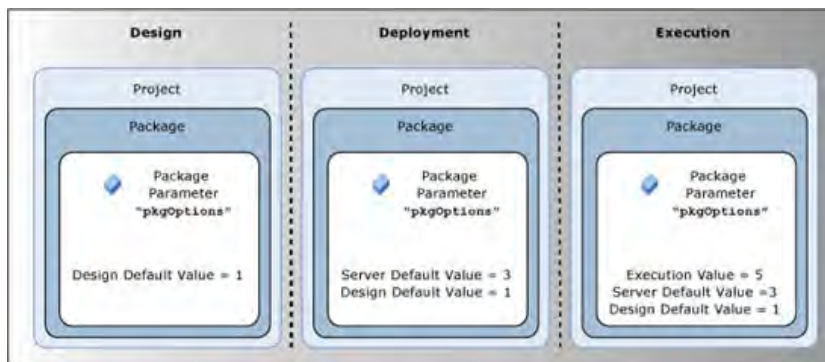 Design
Deployment
Execution
Project
Package
Package
Parameter
"pkgOptions"
Design Default Value = 1
Project
Package
Package
Parameter
"pkgOptions"
Server Default Value = 3
Design Default Value = 1
Project
Package
Package
Parameter
"pkgOptions"
Execution Value = 5
Server Default Value =3
Design Default Value = 1